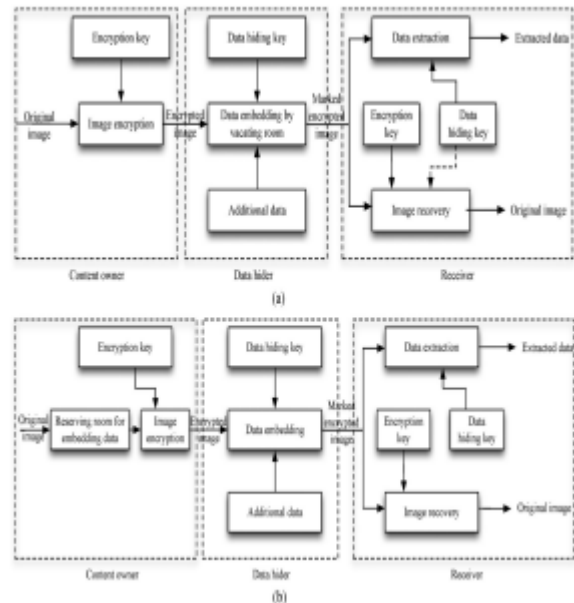 Encryption key
Original
image
Image encryption
Encrypted
image
Content owner
Data hiding key
Data embedding by
vacating room
Additional data
Marked
encrypted
image
Data hider
Data extraction
Extracted data
Encryption
key
Data
hiding key
Image recovery
Original image
Receiver
(a)
Encryption key
Original
image
Reserving room for
embedding data
Image
encryption
Encrypted
image
Content owner
Data hiding key
Data embedding
Additional data
Marked
encrypted
images
Data hider
Data extraction
Extracted data
Encryption
key
Data
hiding key
Image recovery
Original image
Receiver
(b)